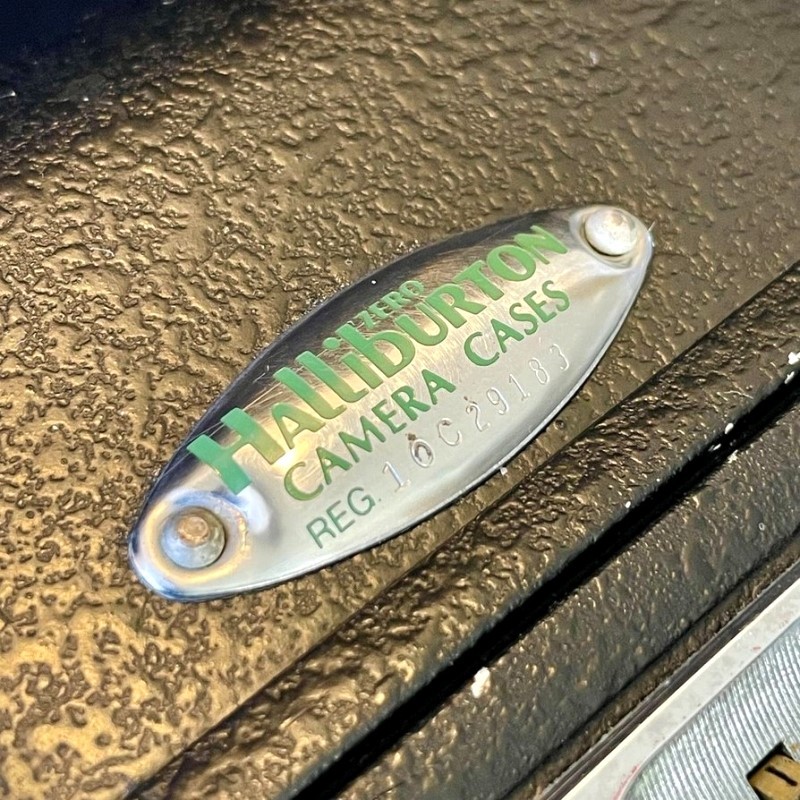 ZERO
HalliBURTON
CAMERA CASES
REG. 10C29183